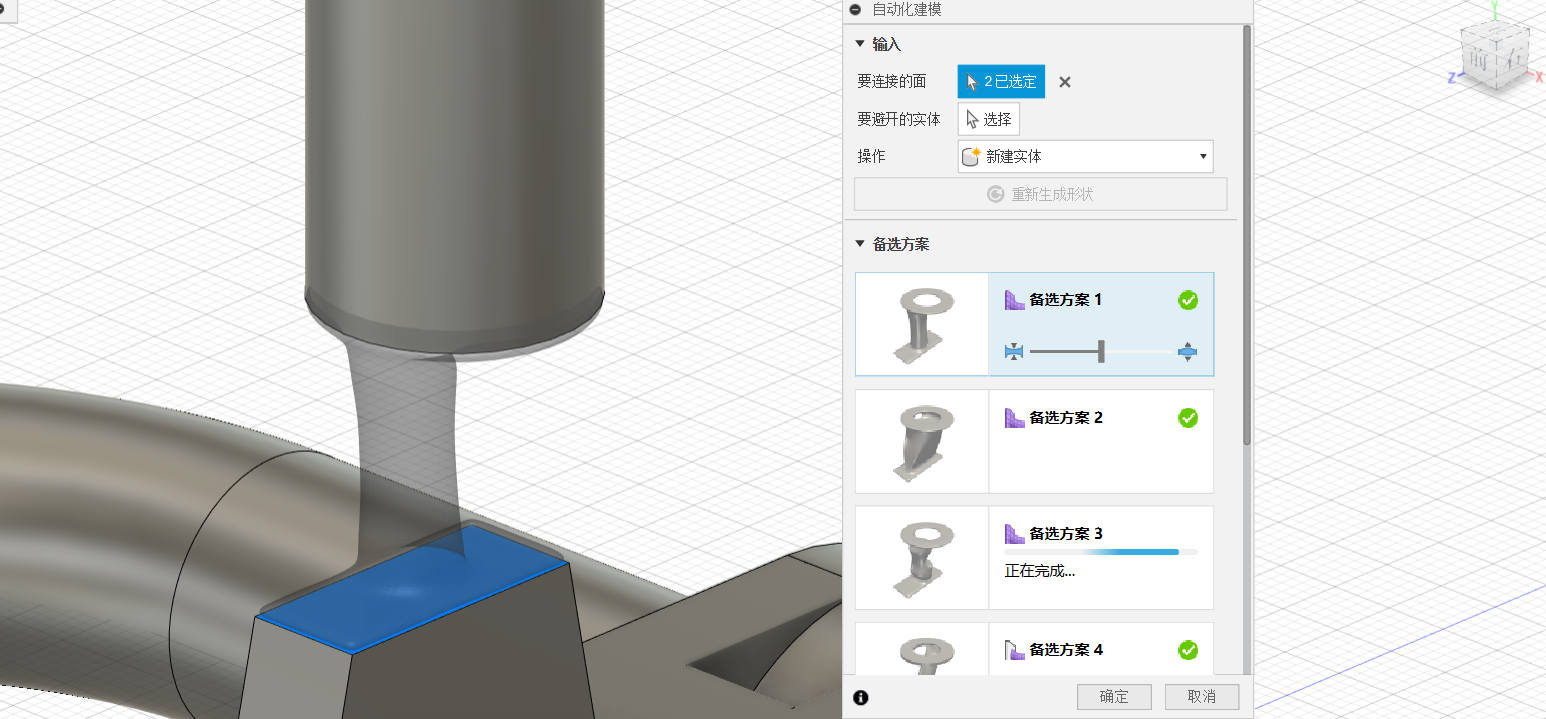 自动化建模
输入
要连接的面
2 已选定
要避开的实体
选择
操作
新建实体
重新生成形状
备选方案
备选方案 1
备选方案 2
备选方案 3
正在完成...
备选方案 4
确定
取消
Y
Z
X